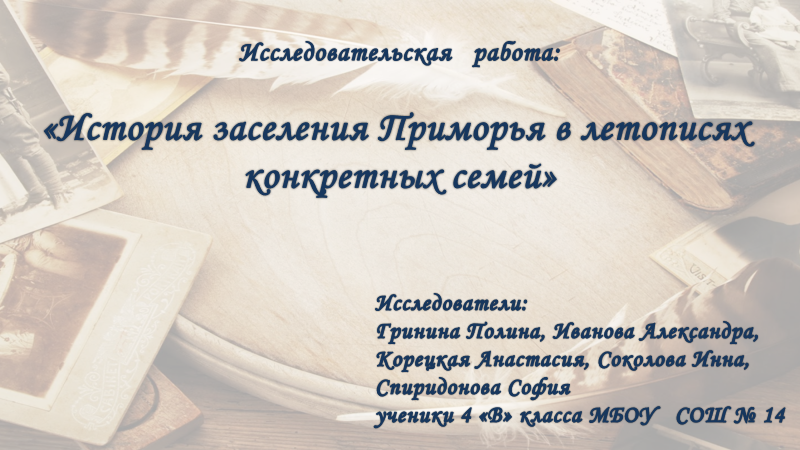 Исследовательская работа:
«История заселения Приморья в летописях
конкретных семей»
Исследователи:
Гринина Полина, Иванова Александра,
Корецкая Анастасия, Соколова Инна,
Спиридонова София
ученики 4 «В» класса МБОУ СОШ № 14